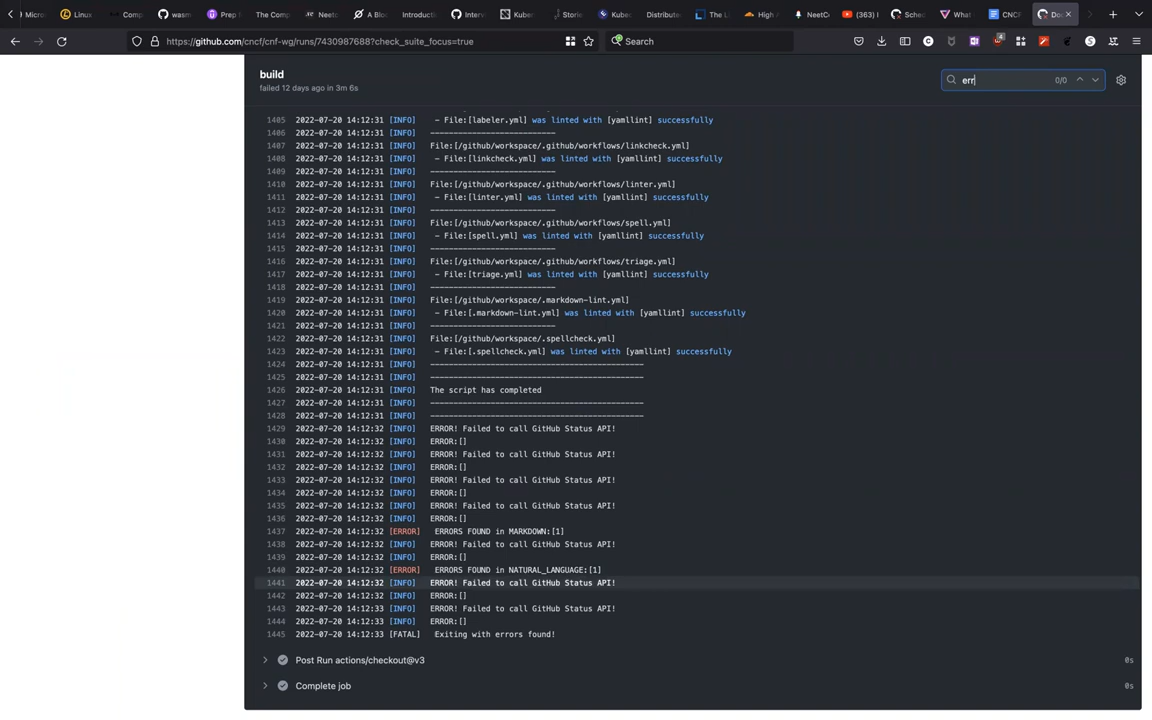 Micros
Linux
Comp
wasm
Prep f
The Comp
Neetc
A Bloc
Introducti
Interv
Kuber
Storie
Kubec
Distribute
The Li
High A
NeetCo
(363) I
Sched
What
CNCF
Do
https://github.com/cncf/cnf-wg/runs/7430987688?check_suite_focus=true
Search
4
build
failed 12 days ago in 3m 6s
err
0/0
1405 2022-07-20 14:12:31 [INFO] - File:[labeler.yml] was linted with [yamllint] successfully
1406 2022-07-20 14:12:31 [INFO] ----------------------------
1407 2022-07-20 14:12:31 [INFO] File:[/github/workspace/.github/workflows/linkcheck.yml]
1408 2022-07-20 14:12:31 [INFO] - File:[linkcheck.yml] was linted with [yamllint] successfully
1409 2022-07-20 14:12:31 [INFO] ----------------------------
1410 2022-07-20 14:12:31 [INFO] File:[/github/workspace/.github/workflows/linter.yml]
1411 2022-07-20 14:12:31 [INFO] - File:[linter.yml] was linted with [yamllint] successfully
1412 2022-07-20 14:12:31 [INFO] ----------------------------
1413 2022-07-20 14:12:31 [INFO] File:[/github/workspace/.github/workflows/spell.yml]
1414 2022-07-20 14:12:31 [INFO] - File:[spell.yml] was linted with [yamllint] successfully
1415 2022-07-20 14:12:31 [INFO] ----------------------------
1416 2022-07-20 14:12:31 [INFO] File:[/github/workspace/.github/workflows/triage.yml]
1417 2022-07-20 14:12:31 [INFO] - File:[triage.yml] was linted with [yamllint] successfully
1418 2022-07-20 14:12:31 [INFO] ----------------------------
1419 2022-07-20 14:12:31 [INFO] File:[/github/workspace/.markdown-lint.yml]
1420 2022-07-20 14:12:31 [INFO] - File:[.markdown-lint.yml] was linted with [yamllint] successfully
1421 2022-07-20 14:12:31 [INFO] ----------------------------
1422 2022-07-20 14:12:31 [INFO] File:[/github/workspace/.spellcheck.yml]
1423 2022-07-20 14:12:31 [INFO] - File:[.spellcheck.yml] was linted with [yamllint] successfully
1424 2022-07-20 14:12:31 [INFO] ----------------------------------------------
1425 2022-07-20 14:12:31 [INFO] ----------------------------------------------
1426 2022-07-20 14:12:31 [INFO] The script has completed
1427 2022-07-20 14:12:31 [INFO] ----------------------------------------------
1428 2022-07-20 14:12:31 [INFO] ----------------------------------------------
1429 2022-07-20 14:12:32 [INFO] ERROR! Failed to call GitHub Status API!
1430 2022-07-20 14:12:32 [INFO] ERROR:[]
1431 2022-07-20 14:12:32 [INFO] ERROR! Failed to call GitHub Status API!
1432 2022-07-20 14:12:32 [INFO] ERROR:[]
1433 2022-07-20 14:12:32 [INFO] ERROR! Failed to call GitHub Status API!
1434 2022-07-20 14:12:32 [INFO] ERROR:[]
1435 2022-07-20 14:12:32 [INFO] ERROR! Failed to call GitHub Status API!
1436 2022-07-20 14:12:32 [INFO] ERROR:[]
1437 2022-07-20 14:12:32 [ERROR] ERRORS FOUND in MARKDOWN:[1]
1438 2022-07-20 14:12:32 [INFO] ERROR! Failed to call GitHub Status API!
1439 2022-07-20 14:12:32 [INFO] ERROR:[]
1440 2022-07-20 14:12:32 [ERROR] ERRORS FOUND in NATURAL_LANGUAGE:[1]
1441 2022-07-20 14:12:32 [INFO] ERROR! Failed to call GitHub Status API!
1442 2022-07-20 14:12:32 [INFO] ERROR:[]
1443 2022-07-20 14:12:33 [INFO] ERROR! Failed to call GitHub Status API!
1444 2022-07-20 14:12:33 [INFO] ERROR:[]
1445 2022-07-20 14:12:33 [FATAL] Exiting with errors found!
Post Run actions/checkout@v3
0s
Complete job
0s